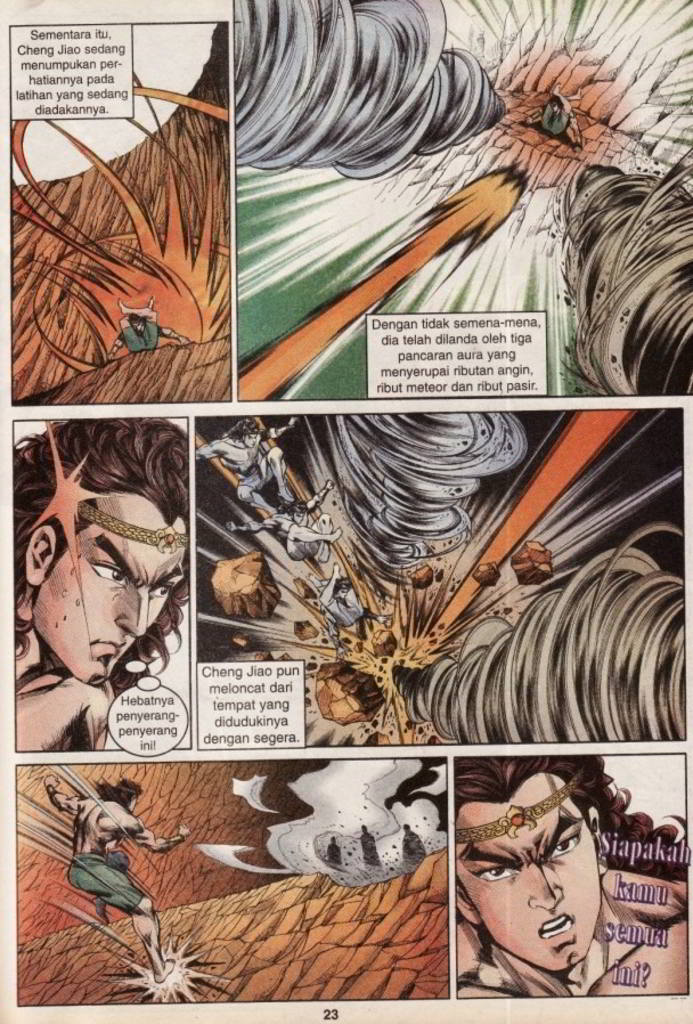 Sementara itu,
Cheng Jiao sedang
menumpukan per-
hatiannya pada
latihan yang sedang
diadakannya.
Dengan tidak semena-mena,
dia telah dilanda oleh tiga
pancaran aura yang
menyerupai ributan angin,
ribut meteor dan ribut pasir.
Hebatnya
penyerang-
penyerang
ini!
Cheng Jiao pun
meloncat dari
tempat yang
didudukinya
dengan segera.
Siapakah
kamu
semua
ini?
23